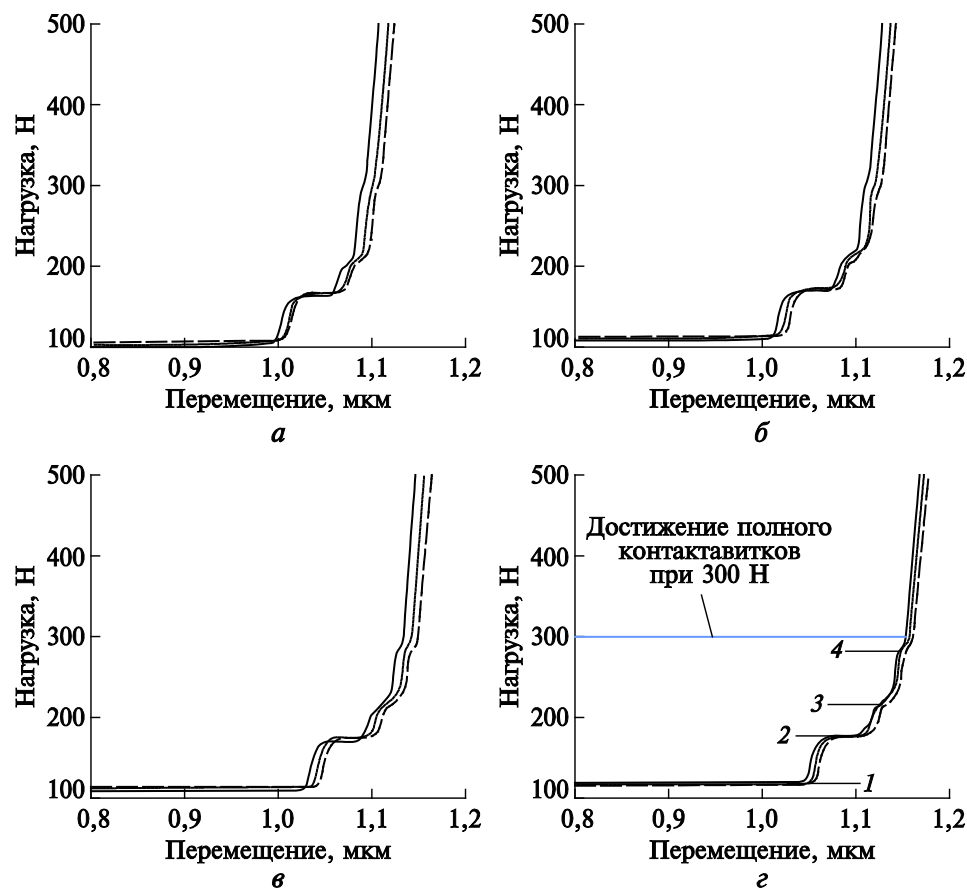 500
400
300
200
100
Нагрузка, Н
0,8 0,9 1,0 1,1 1,2
Перемещение, мкм
а
500
400
300
200
100
Нагрузка, Н
0,8 0,9 1,0 1,1 1,2
Перемещение, мкм
б
500
400
300
200
100
Нагрузка, Н
0,8 0,9 1,0 1,1 1,2
Перемещение, мкм
в
500
400
300
200
100
Нагрузка, Н
Достижение полного
контактавитков
при 300 Н
4
3
2
1
0,8 0,9 1,0 1,1 1,2
Перемещение, мкм
г